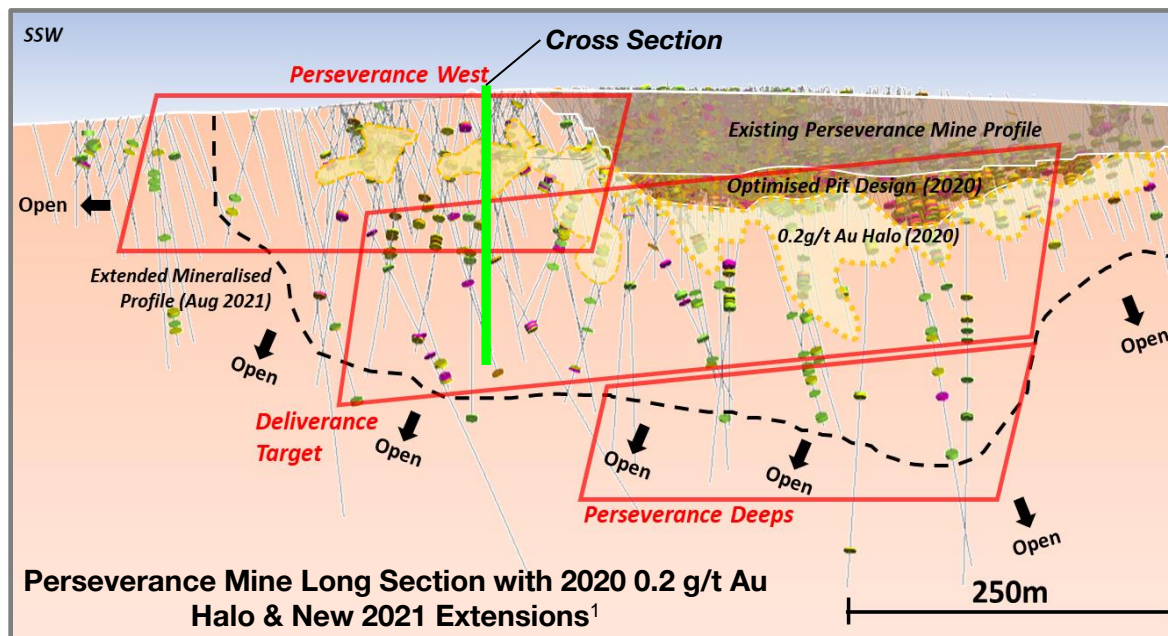 SSW
Cross Section
Perseverance West
Existing Perseverance Mine Profile
Optimised Pit Design (2020)
0.2g/t Au Halo (2020)
Open
Extended Mineralised
Profile (Aug 2021)
Open
Open
Deliverance
Target
Open
Open
Open
Perseverance Deeps
Open
Perseverance Mine Long Section with 2020 0.2 g/t Au
Halo & New 2021 Extensions1
250m